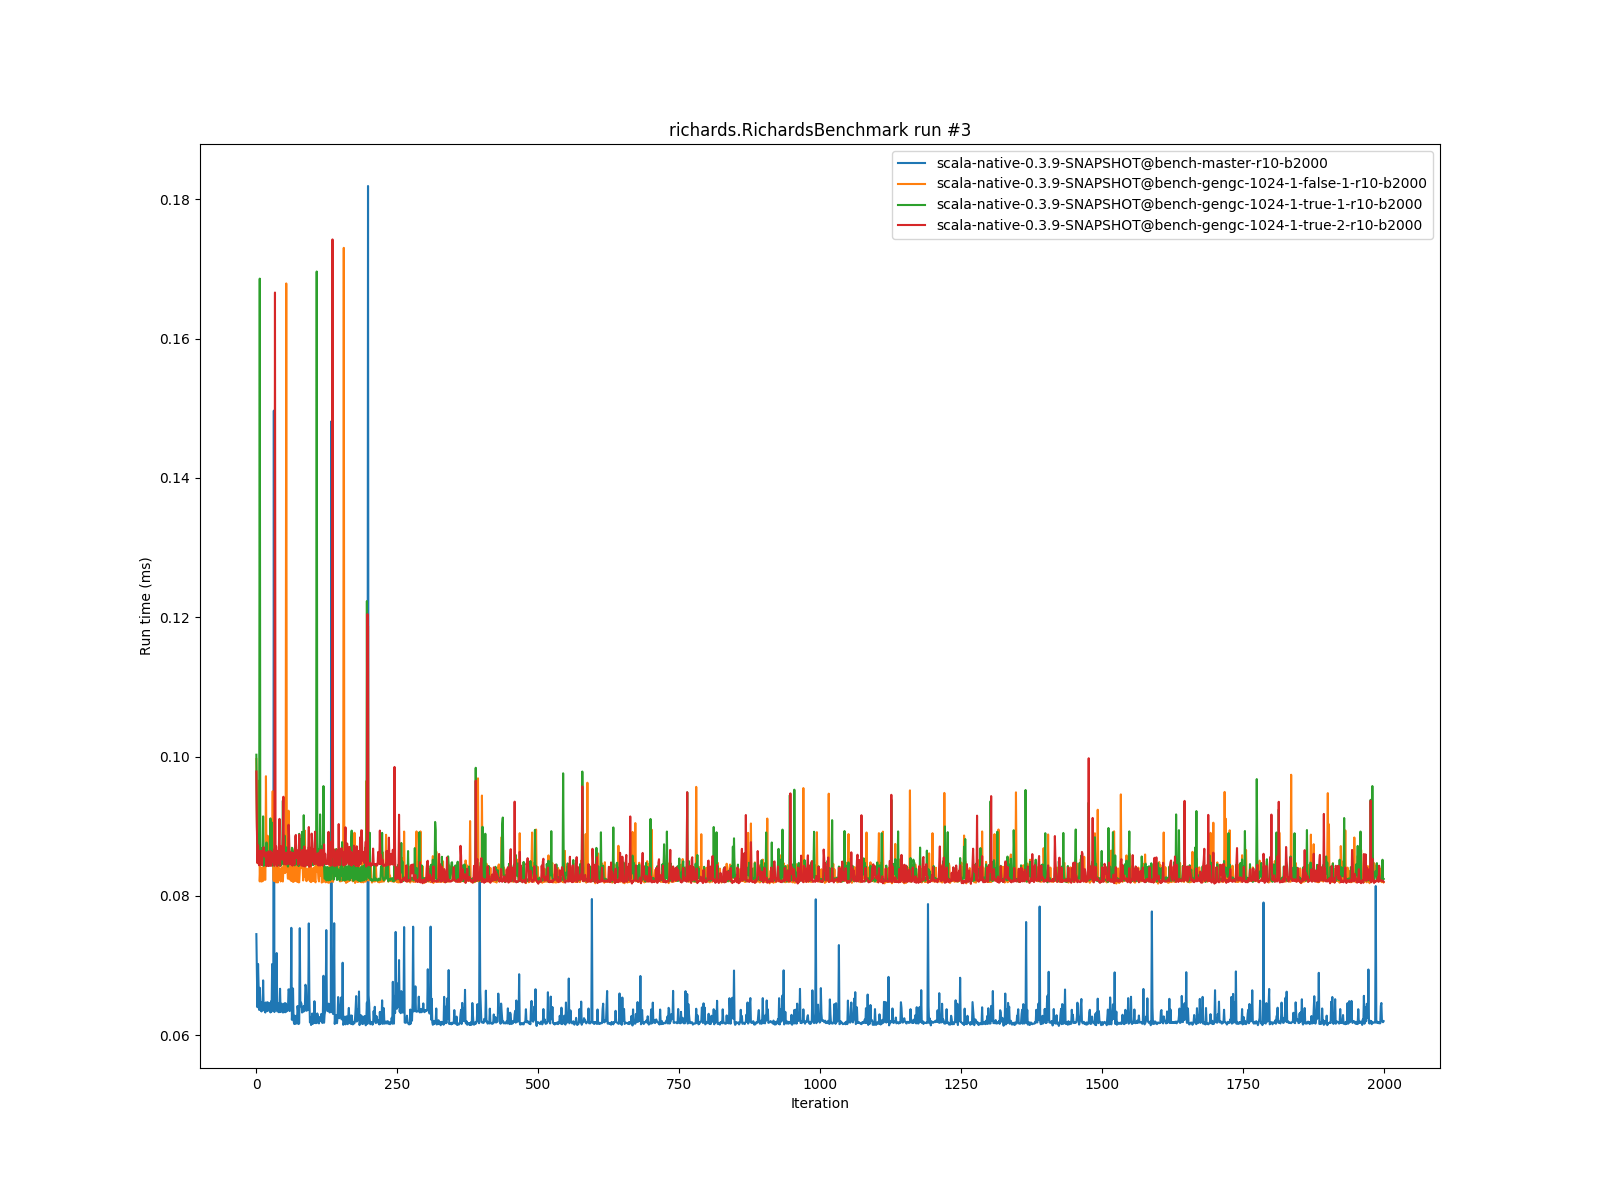 richards.RichardsBenchmark run #3
scala-native-0.3.9-SNAPSHOT@bench-master-r10-b2000
scala-native-0.3.9-SNAPSHOT@bench-gengc-1024-1-false-1-r10-b2000
scala-native-0.3.9-SNAPSHOT@bench-gengc-1024-1-true-1-r10-b2000
scala-native-0.3.9-SNAPSHOT@bench-gengc-1024-1-true-2-r10-b2000
0.18
0.16
0.14
0.12
0.10
0.08
0.06
Run time (ms)
0 250 500 750 1000 1250 1500 1750 2000
Iteration